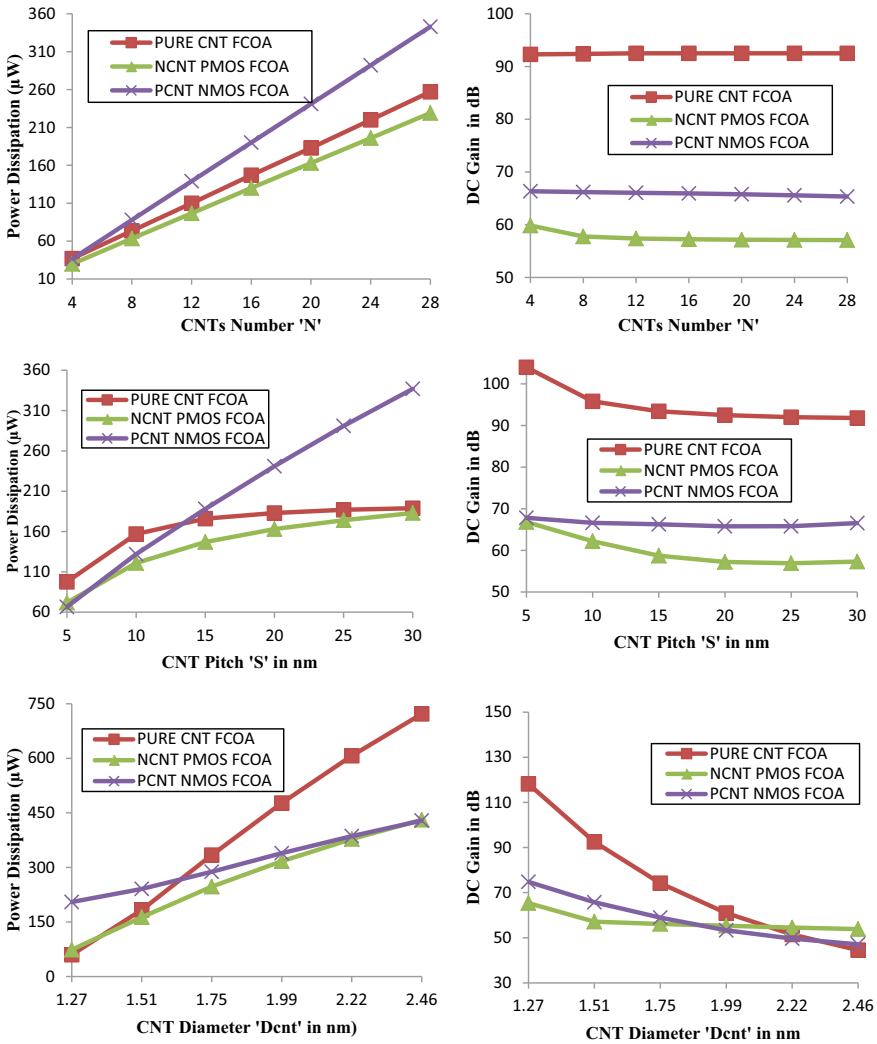 360
310
260
210
160
110
60
10
Power Dissipation (µW)
PURE CNT FCOA
NCNT PMOS FCOA
PCNT NMOS FCOA
4 8 12 16 20 24 28
CNTs Number 'N'
100
90
80
70
60
50
DC Gain in dB
PURE CNT FCOA
NCNT PMOS FCOA
PCNT NMOS FCOA
4 8 12 16 20 24 28
CNTs Number 'N'
360
310
260
210
160
110
60
Power Dissipation (µW)
PURE CNT FCOA
NCNT PMOS FCOA
PCNT NMOS FCOA
5 10 15 20 25 30
CNT Pitch 'S' in nm
100
90
80
70
60
50
DC Gain in dB
PURE CNT FCOA
NCNT PMOS FCOA
PCNT NMOS FCOA
5 10 15 20 25 30
CNT Pitch 'S' in nm
750
600
450
300
150
0
Power Dissipation (µW)
PURE CNT FCOA
NCNT PMOS FCOA
PCNT NMOS FCOA
1.27 1.51 1.75 1.99 2.22 2.46
CNT Diameter 'Dcnt' in nm)
150
130
110
90
70
50
30
DC Gain in dB
PURE CNT FCOA
NCNT PMOS FCOA
PCNT NMOS FCOA
1.27 1.51 1.75 1.99 2.22 2.46
CNT Diameter 'Dcnt' in nm